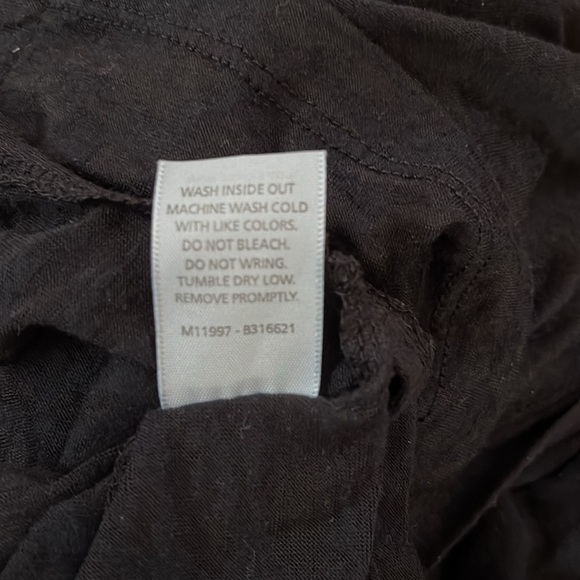 WASH INSIDE OUT
MACHINE WASH COLD
WITH LIKE COLORS.
DO NOT BLEACH.
DO NOT WRING.
TUMBLE DRY LOW.
REMOVE PROMPTLY.
M11997 - B316621